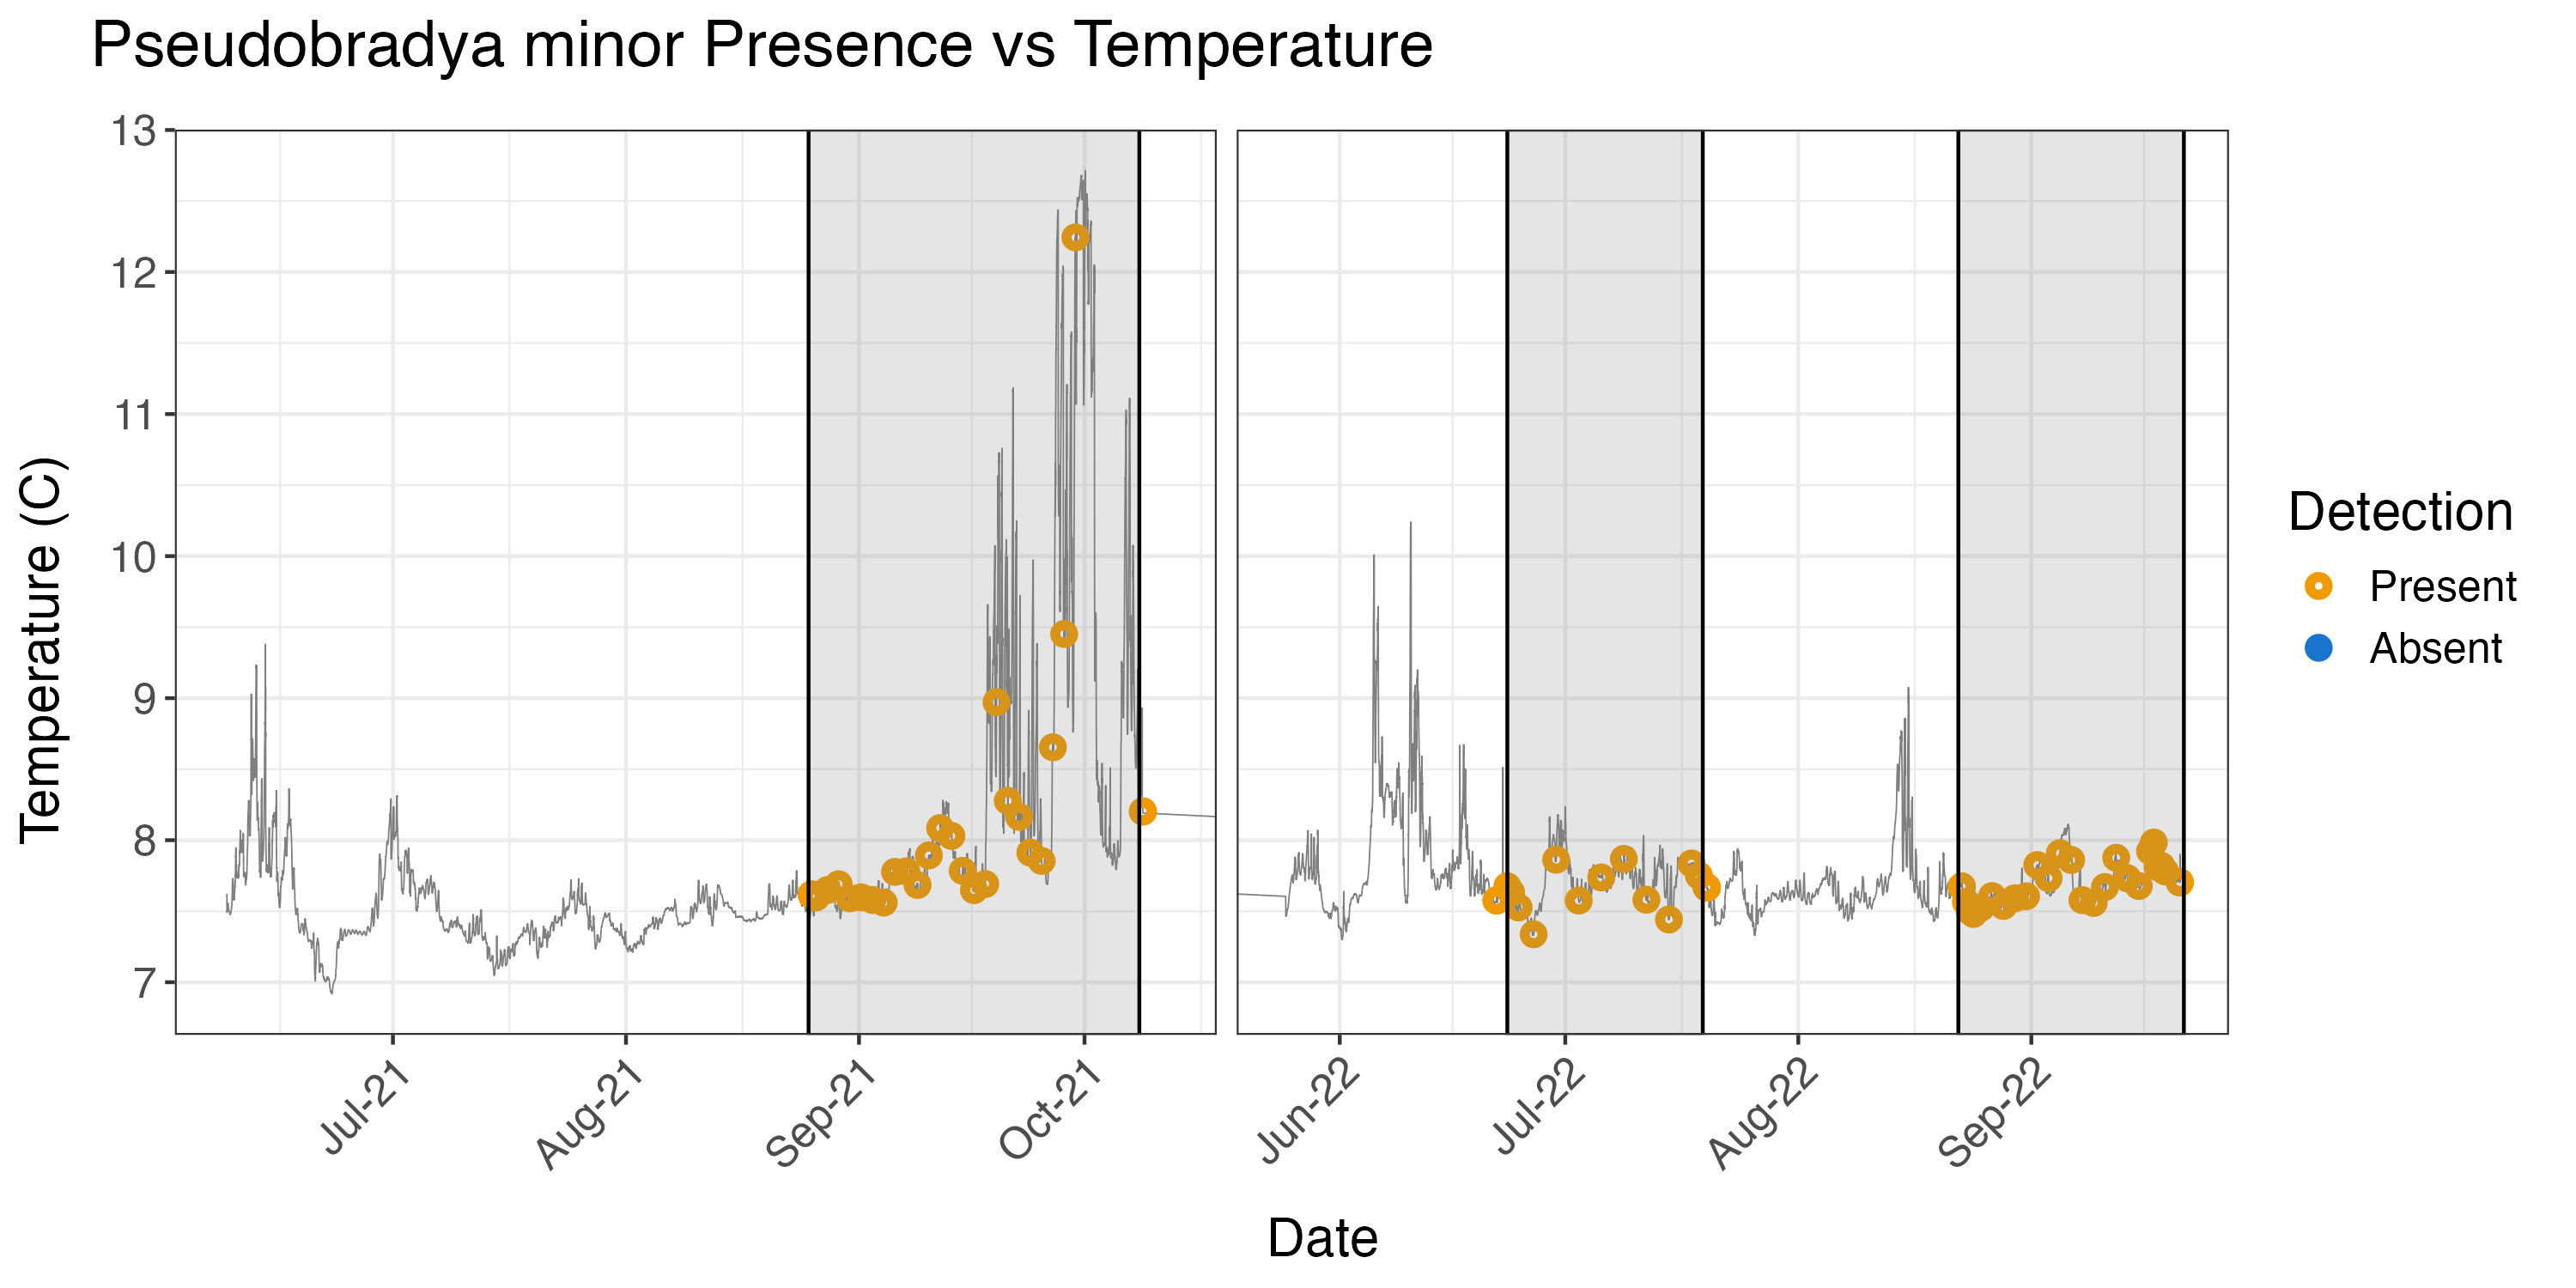 Pseudobradya minor Presence vs Temperature
13
12
11
10
9
8
7
Temperature (C)
Jul-21
Aug-21
Sep-21
Oct-21
Jun-22
Jul-22
Aug-22
Sep-22
Date
Detection
Present
Absent